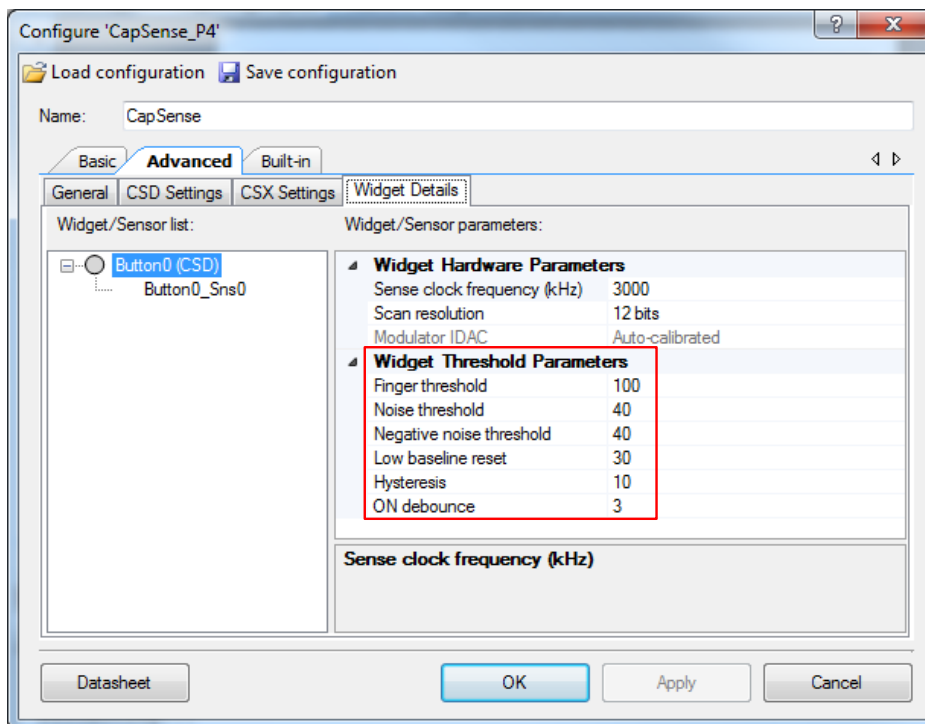 Configure 'CapSense_P4'
Load configuration Save configuration
Name: CapSense
Basic Advanced Built-in
General CSD Settings CSX Settings Widget Details
Widget/Sensor list: Widget/Sensor parameters:
Button0 (CSD)
Button0_Sns0
Widget Hardware Parameters
Sense clock frequency (kHz) 3000
Scan resolution 12 bits
Modulator IDAC Auto-calibrated
Widget Threshold Parameters
Finger threshold 100
Noise threshold 40
Negative noise threshold 40
Low baseline reset 30
Hysteresis 10
ON debounce 3
Sense clock frequency (kHz)
Datasheet OK Apply Cancel